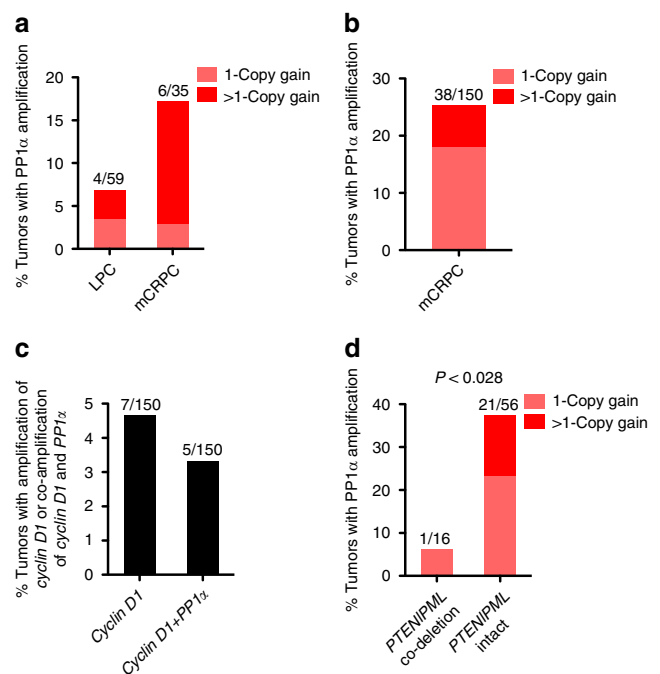 a
1-Copy gain
>1-Copy gain
% Tumors with PP1α amplification
20
15
10
5
0
4/59
6/35
LPC
mCRPC
b
1-Copy gain
>1-Copy gain
% Tumors with PP1α amplification
30
20
10
0
38/150
mCRPC
c
% Tumors with amplification of
cyclin D1 or co-amplification
of cyclin D1 and PP1α
5
4
3
2
1
0
7/150
5/150
Cyclin D1
Cyclin D1+PP1α
d
P < 0.028
1-Copy gain
>1-Copy gain
% Tumors with PP1α amplification
40
30
20
10
0
1/16
21/56
PTENIPML
co-deletion
PTENIPML
intact